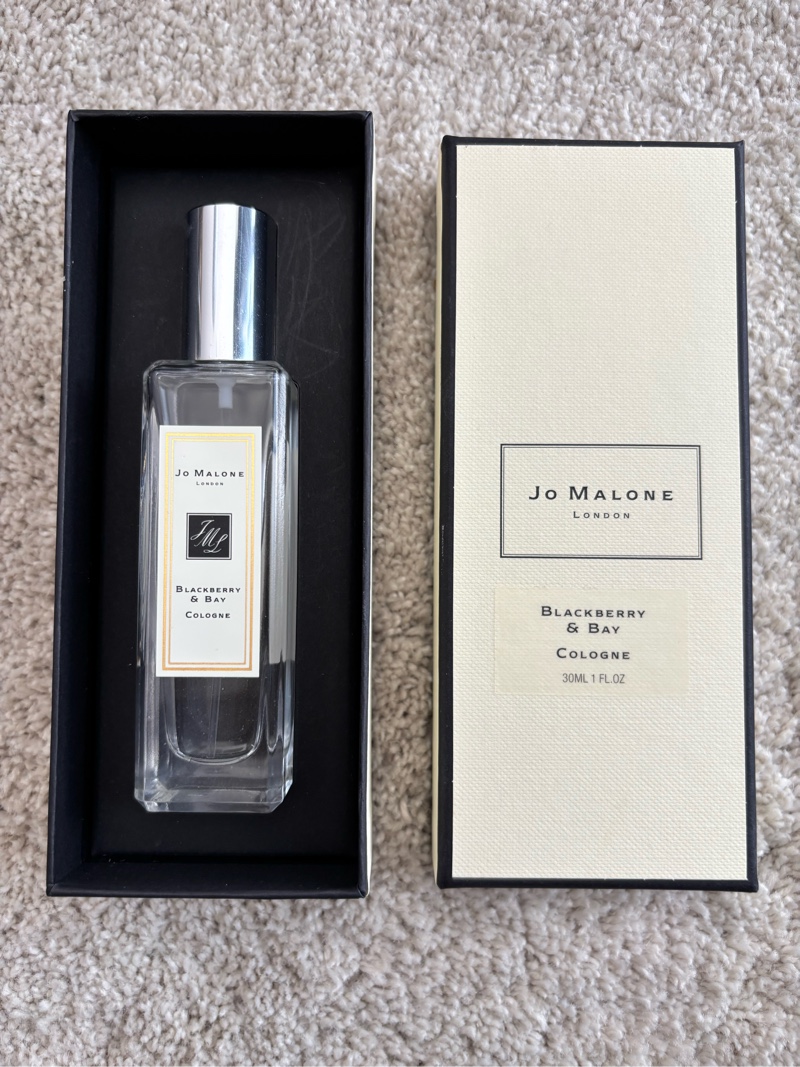 Jo Malone
London
JML
Blackberry
& Bay
Cologne
Jo Malone
London
Blackberry
& Bay
Cologne
30ML 1 FL.OZ